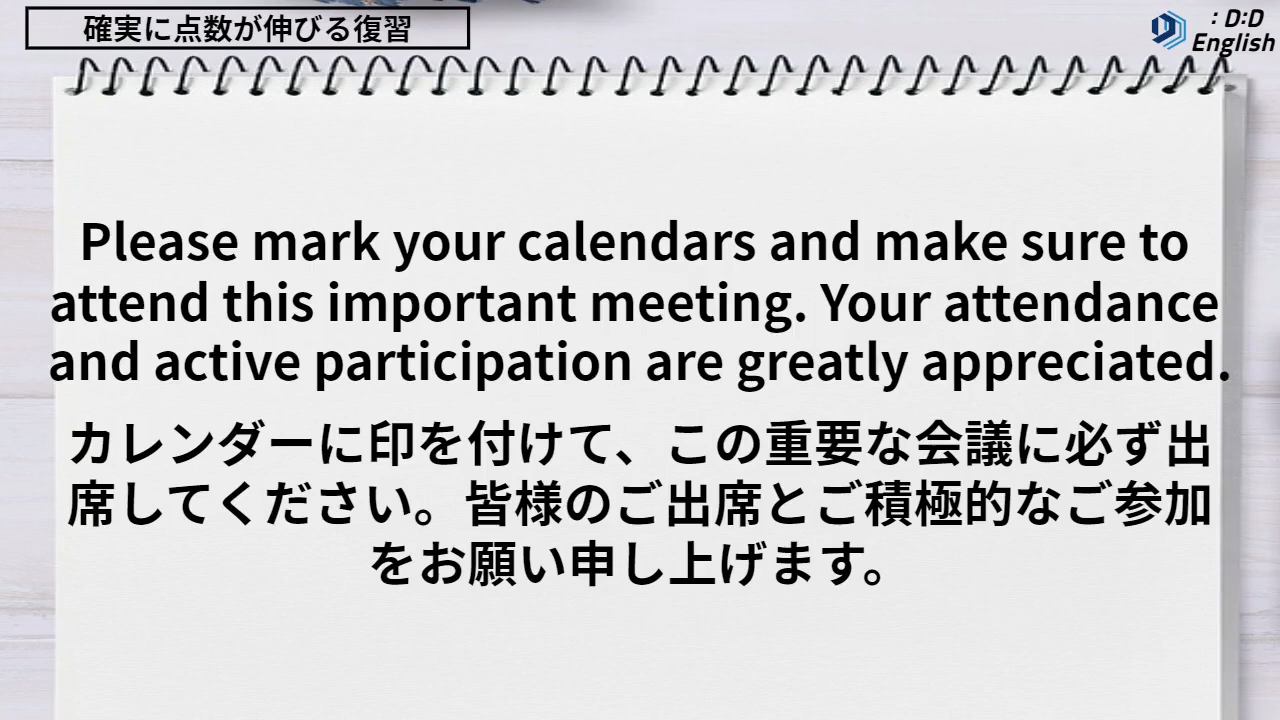 確実に点数が伸びる復習
: D:D
English
Please mark your calendars and make sure to
attend this important meeting. Your attendance
and active participation are greatly appreciated.
カレンダーに印を付けて、この重要な会議に必ず出
席してください。皆様のご出席とご積極的なご参加
をお願い申し上げます。